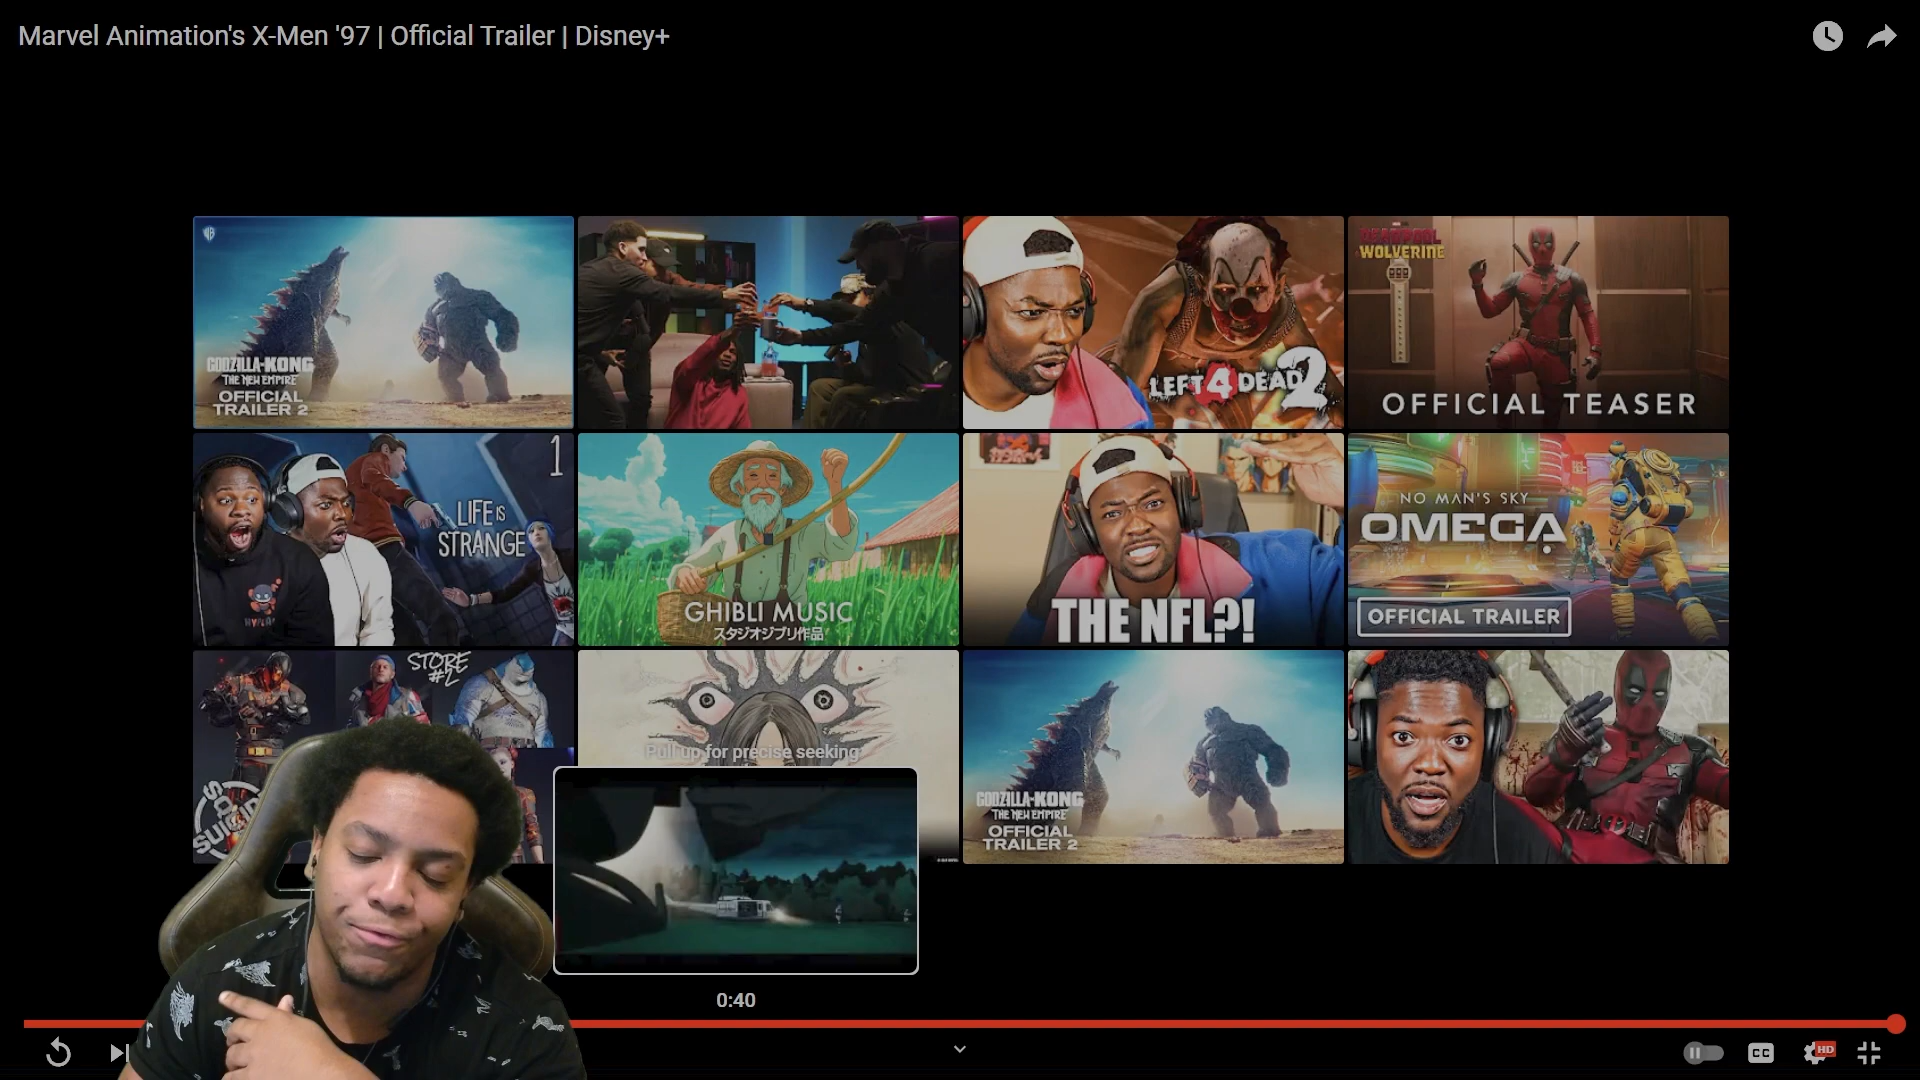 Marvel Animation's X-Men '97 | Official Trailer | Disney+
GODZILLA-KONG
THE NEW EMPIRE
OFFICIAL
TRAILER 2
LEFT 4 DEAD 2
DEADPOOL
WOLVERINE
OFFICIAL TEASER
1
LIFE IS
STRANGE
GHIBLI MUSIC
スタジオジブリ作品
THE NFL?!
NO MAN'S SKY
OMEGA
OFFICIAL TRAILER
STORE
#2
Pull up for precise seeking
GODZILLA-KONG
THE NEW EMPIRE
OFFICIAL
TRAILER 2
0:40
CC
HD